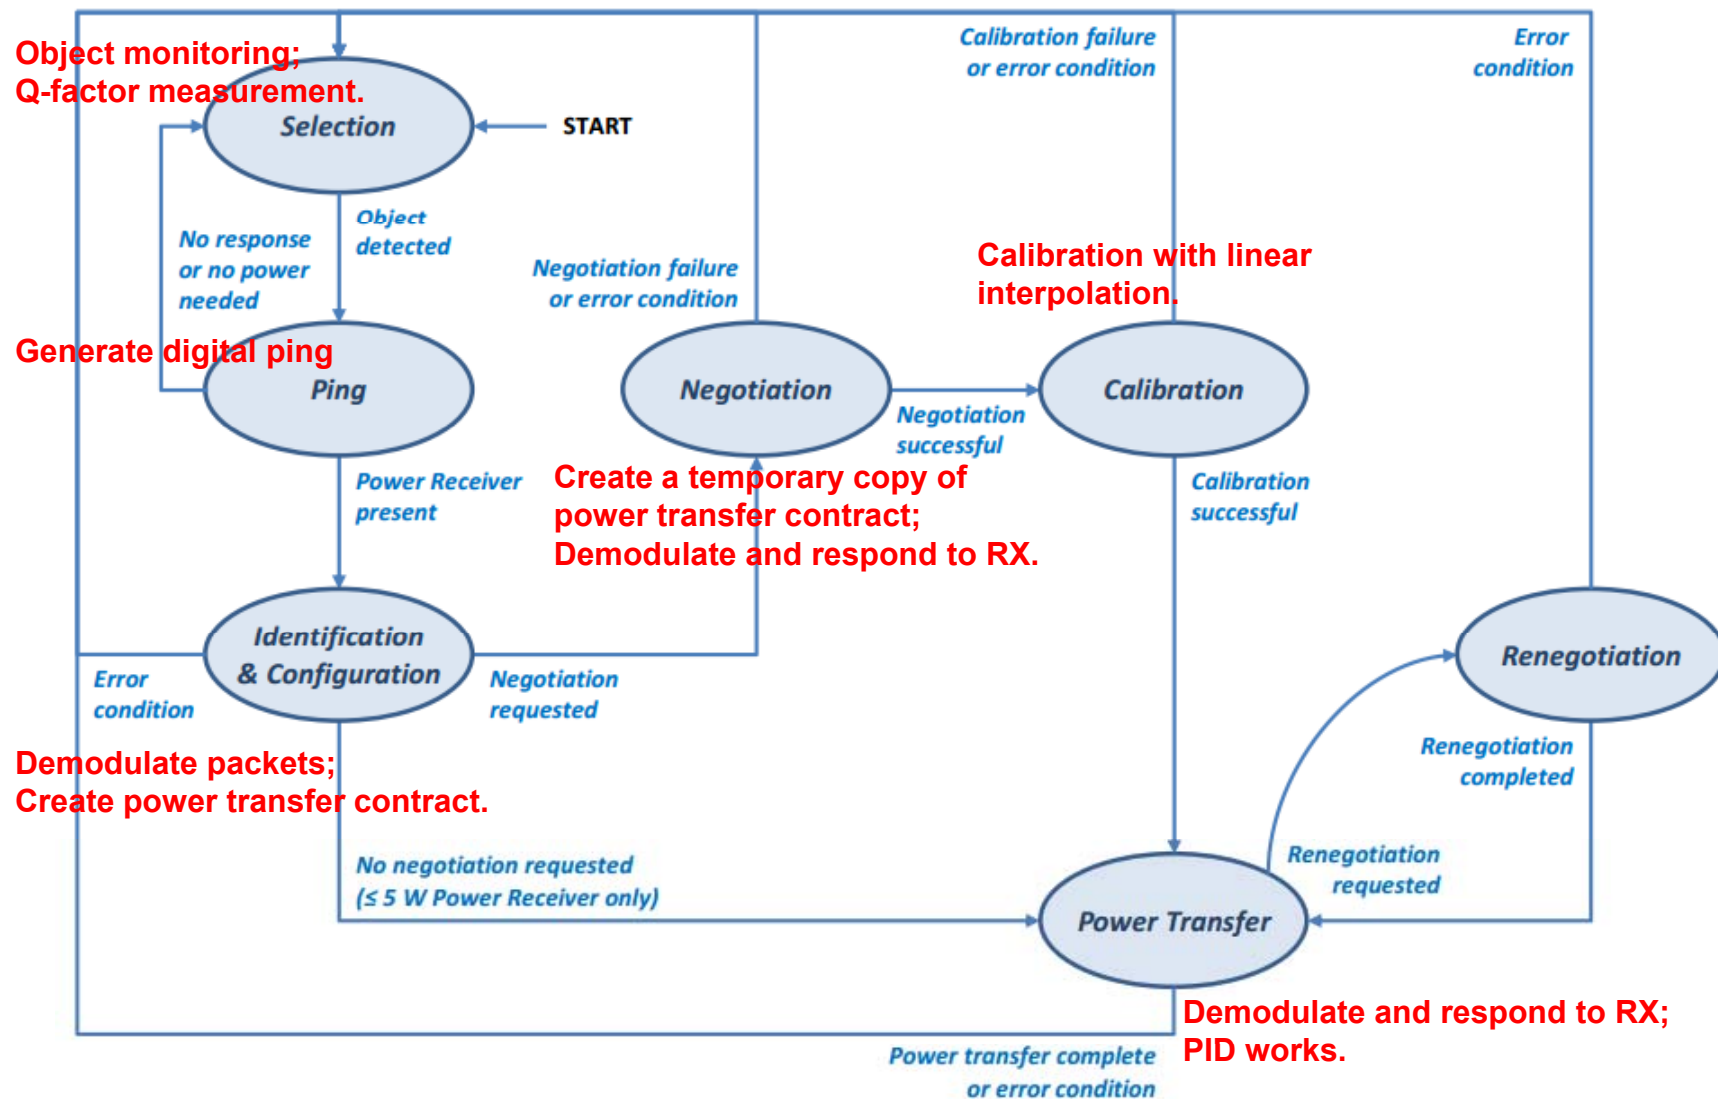 Object monitoring;
Q-factor measurement.
Selection
START
Calibration failure
or error condition
Error
condition
No response
or no power
needed
Object
detected
Negotiation failure
or error condition
Calibration with linear
interpolation.
Generate digital ping
Ping
Negotiation
Negotiation
successful
Calibration
Power Receiver
present
Create a temporary copy of
power transfer contract;
Demodulate and respond to RX.
Calibration
successful
Identification
& Configuration
Error
condition
Negotiation
requested
Renegotiation
Demodulate packets;
Create power transfer contract.
Renegotiation
completed
No negotiation requested
(≤ 5 W Power Receiver only)
Renegotiation
requested
Power Transfer
Demodulate and respond to RX;
PID works.
Power transfer complete
or error condition